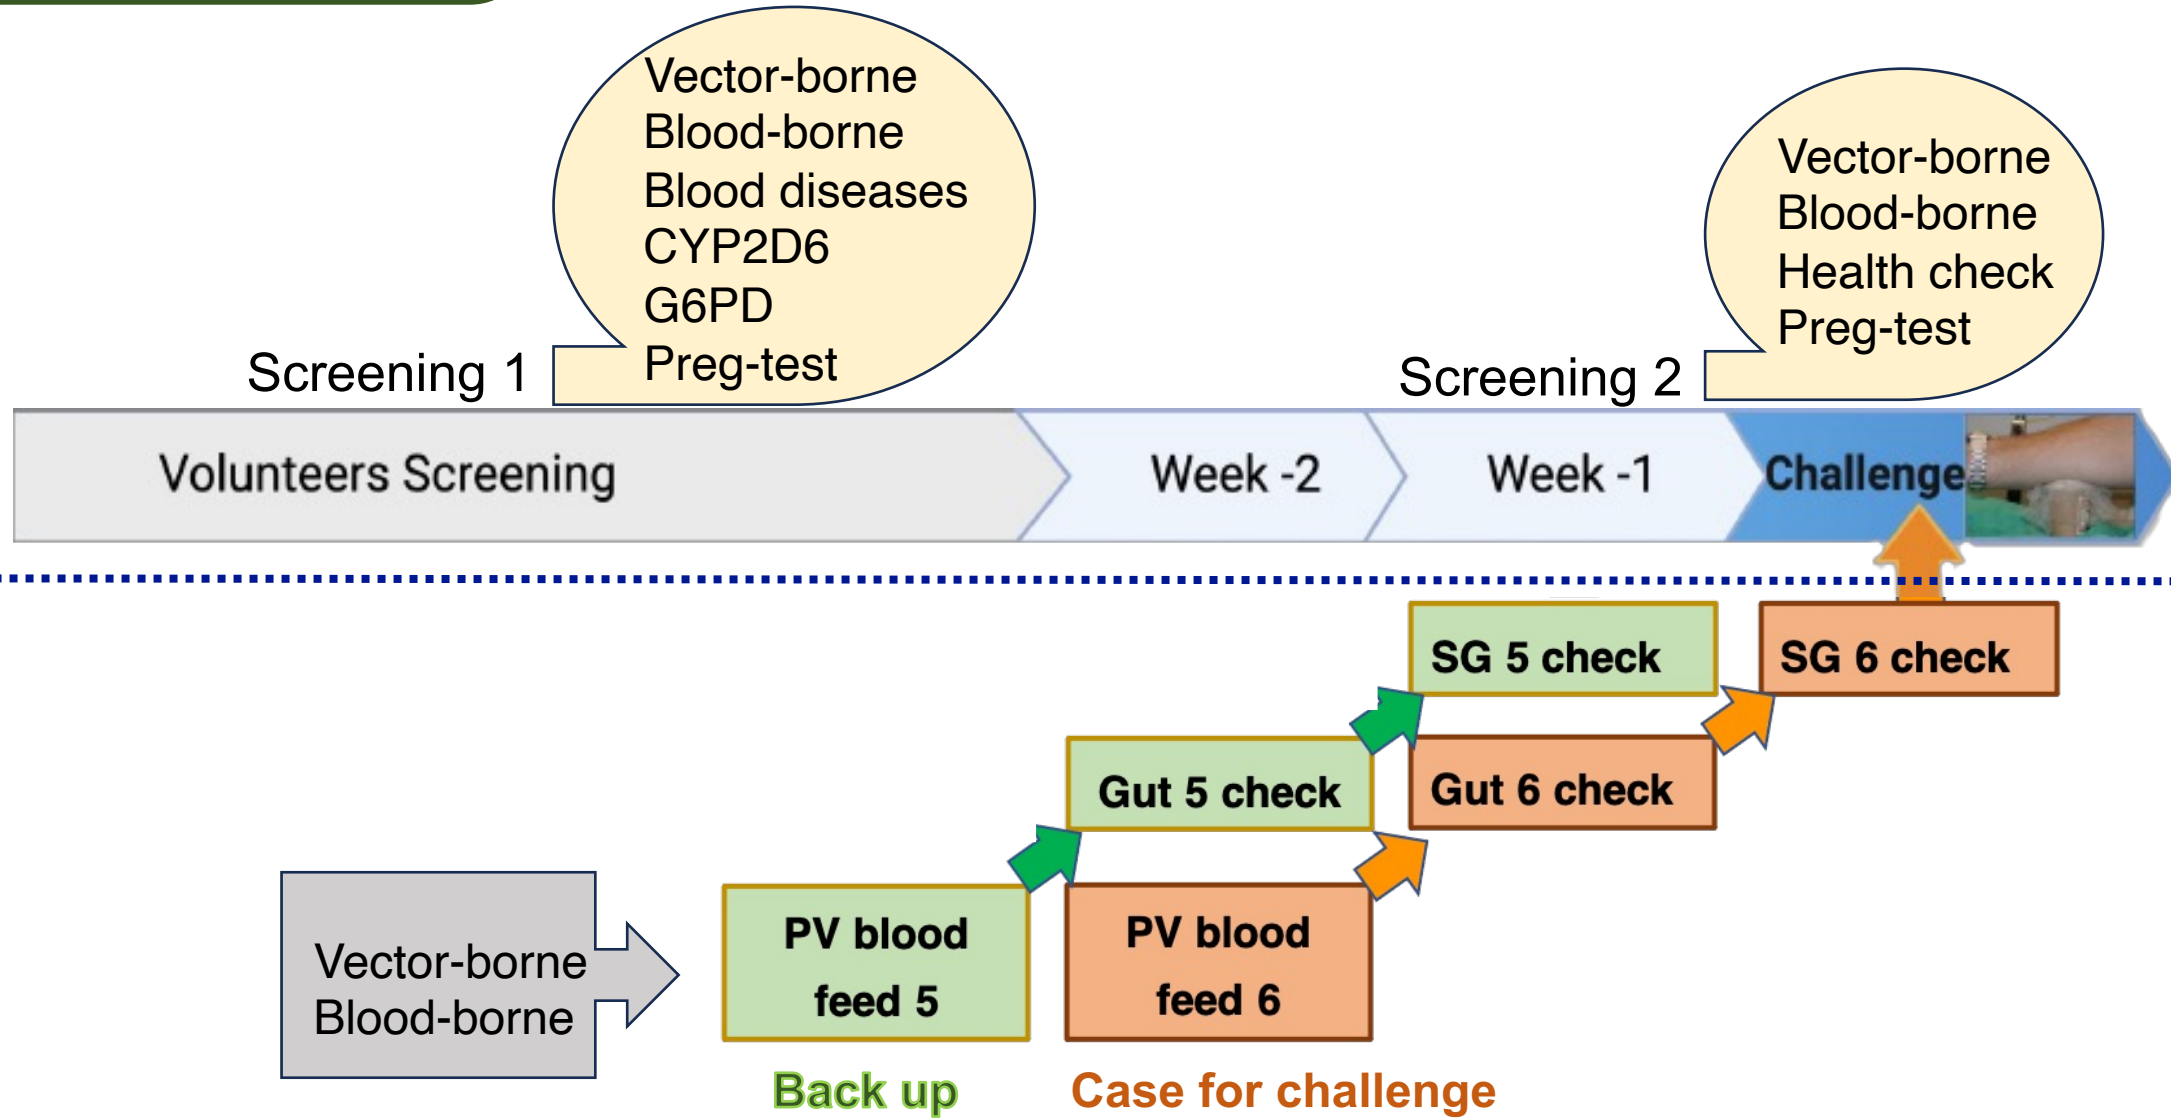 Vector-borne
Blood-borne
Blood diseases
CYP2D6
G6PD
Preg-test
Screening 1
Vector-borne
Blood-borne
Health check
Preg-test
Screening 2
Volunteers Screening
Week -2
Week -1
Challenge
SG 5 check
SG 6 check
Gut 5 check
Gut 6 check
Vector-borne
Blood-borne
PV blood
feed 5
PV blood
feed 6
Back up
Case for challenge